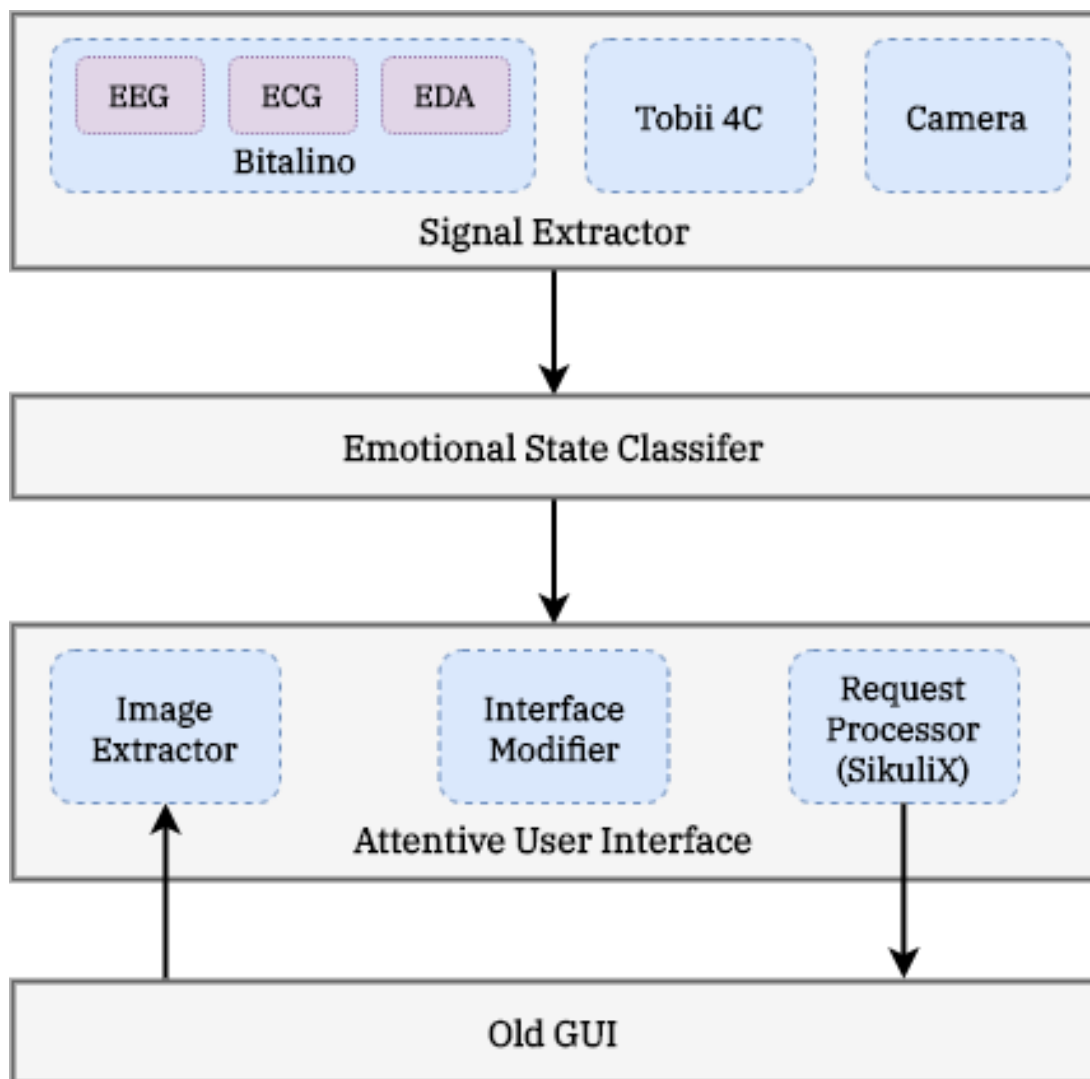 EEG
ECG
EDA
Bitalino
Tobii 4C
Camera
Signal Extractor
Emotional State Classifer
Image
Extractor
Interface
Modifier
Request
Processor
(SikuliX)
Attentive User Interface
Old GUI